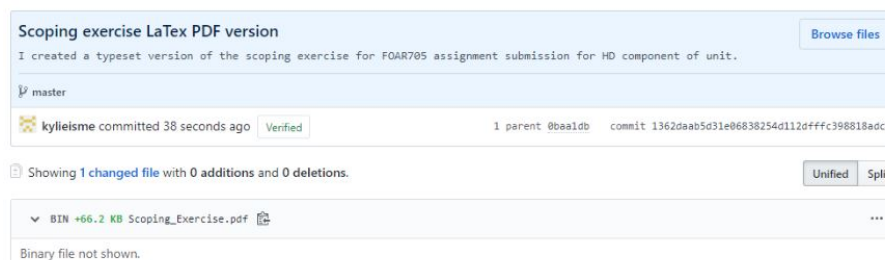 Scoping exercise LaTex PDF version
Browse files
I created a typeset version of the scoping exercise for FOAR705 assignment submission for HD component of unit.
master
kylieisme committed 38 seconds ago Verified 1 parent 0baa1db commit 1362daab5d31e06838254d112dfffc398818adc
Showing 1 changed file with 0 additions and 0 deletions.
Unified Spli
BIN +66.2 KB Scoping_Exercise.pdf
Binary file not shown.